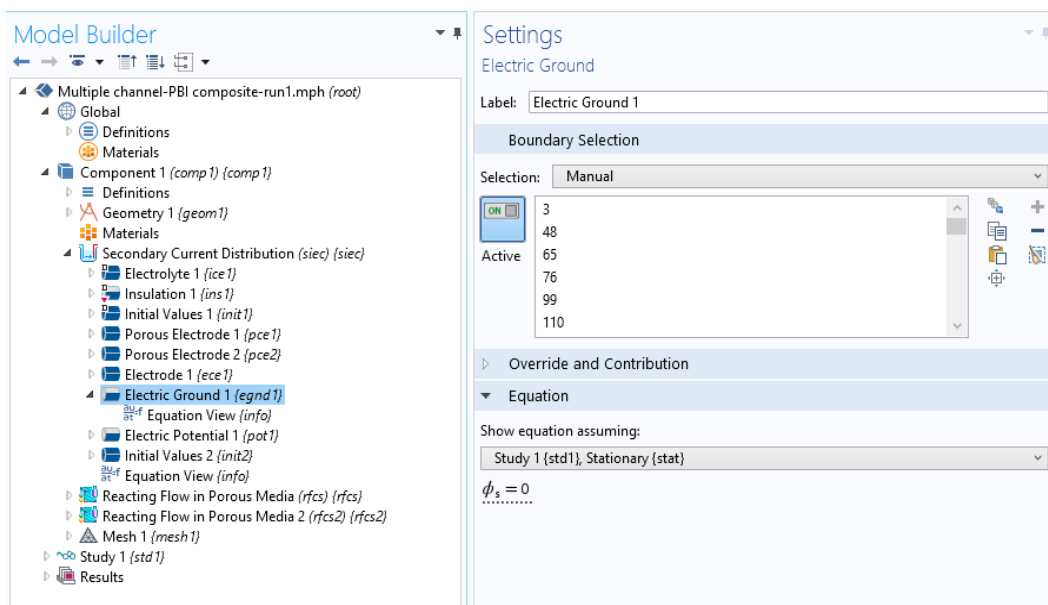 Model Builder
Multiple channel-PBI composite-run1.mph (root)
Global
Definitions
Materials
Component 1 (comp1) {comp1}
Definitions
Geometry 1 {geom1}
Materials
Secondary Current Distribution (siec) {siec}
Electrolyte 1 {ice1}
Insulation 1 {ins1}
Initial Values 1 {init1}
Porous Electrode 1 {pce1}
Porous Electrode 2 {pce2}
Electrode 1 {ece1}
Electric Ground 1 {egnd1}
Equation View {info}
Electric Potential 1 {pot1}
Initial Values 2 {init2}
Equation View {info}
Reacting Flow in Porous Media (rfcs) {rfcs}
Reacting Flow in Porous Media 2 (rfcs2) {rfcs2}
Mesh 1 {mesh1}
Study 1 {std1}
Results
Settings
Electric Ground
Label: Electric Ground 1
Boundary Selection
Selection: Manual
ON
Active
3
48
65
76
99
110
Override and Contribution
Equation
Show equation assuming:
Study 1 {std1}, Stationary {stat}
ϕs = 0